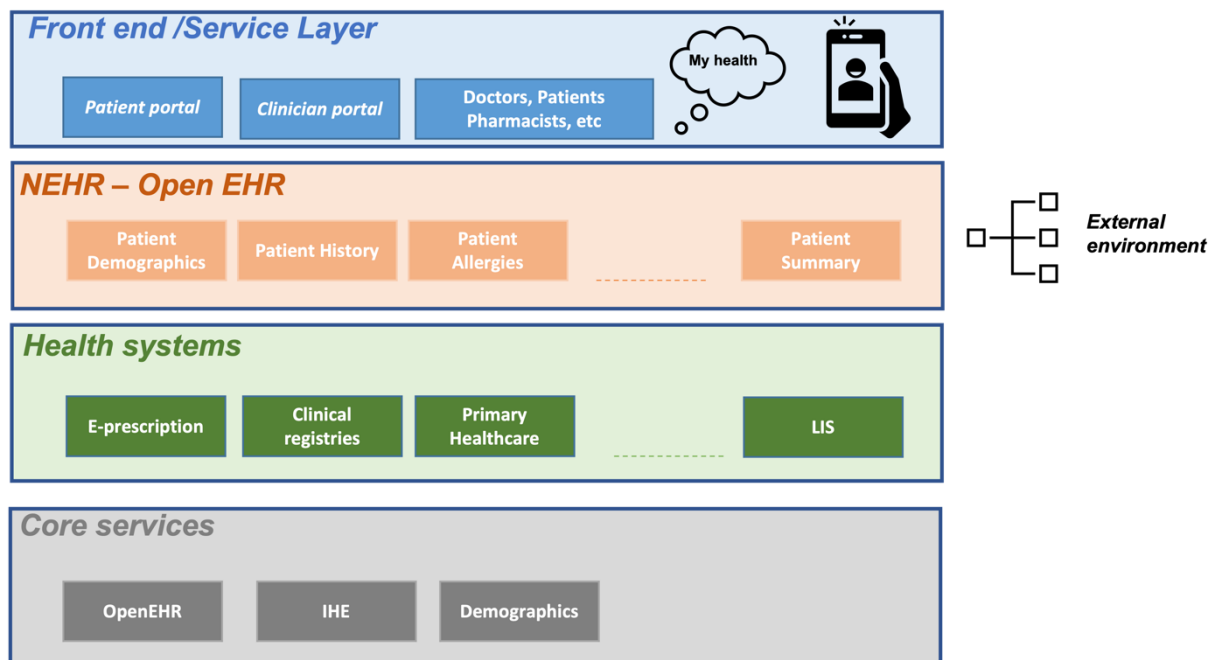 Front end /Service Layer
My health
Patient portal
Clinician portal
Doctors, Patients
Pharmacists, etc
NEHR – Open EHR
Patient
Demographics
Patient History
Patient
Allergies
Patient
Summary
External
environment
Health systems
E-prescription
Clinical
registries
Primary
Healthcare
LIS
Core services
OpenEHR
IHE
Demographics